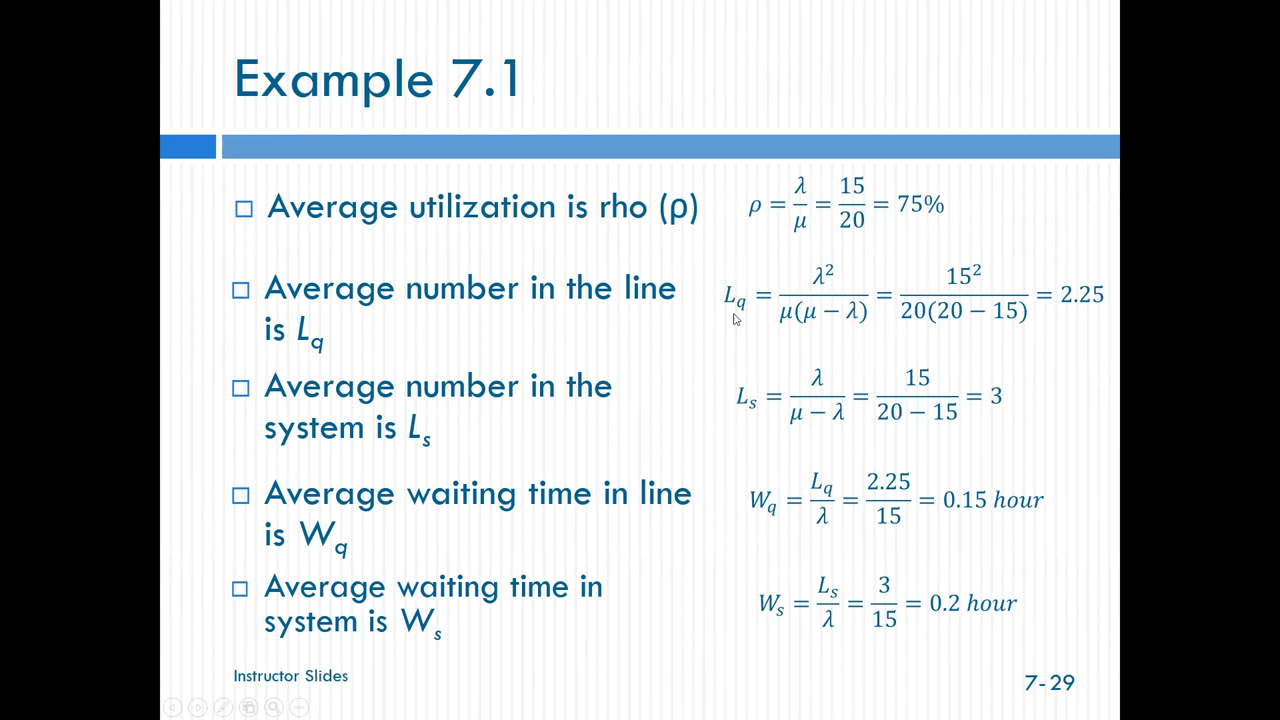 Example 7.1
□ Average utilization is rho (ρ)
ρ = λ/μ = 15/20 = 75%
□ Average number in the line
is Lq
Lq = λ²/μ(μ − λ) = 15²/20(20 − 15) = 2.25
□ Average number in the
system is Ls
Ls = λ/μ − λ = 15/20 − 15 = 3
□ Average waiting time in line
is Wq
Wq = Lq/λ = 2.25/15 = 0.15 hour
□ Average waiting time in
system is Ws
Ws = Ls/λ = 3/15 = 0.2 hour
Instructor Slides
7-29